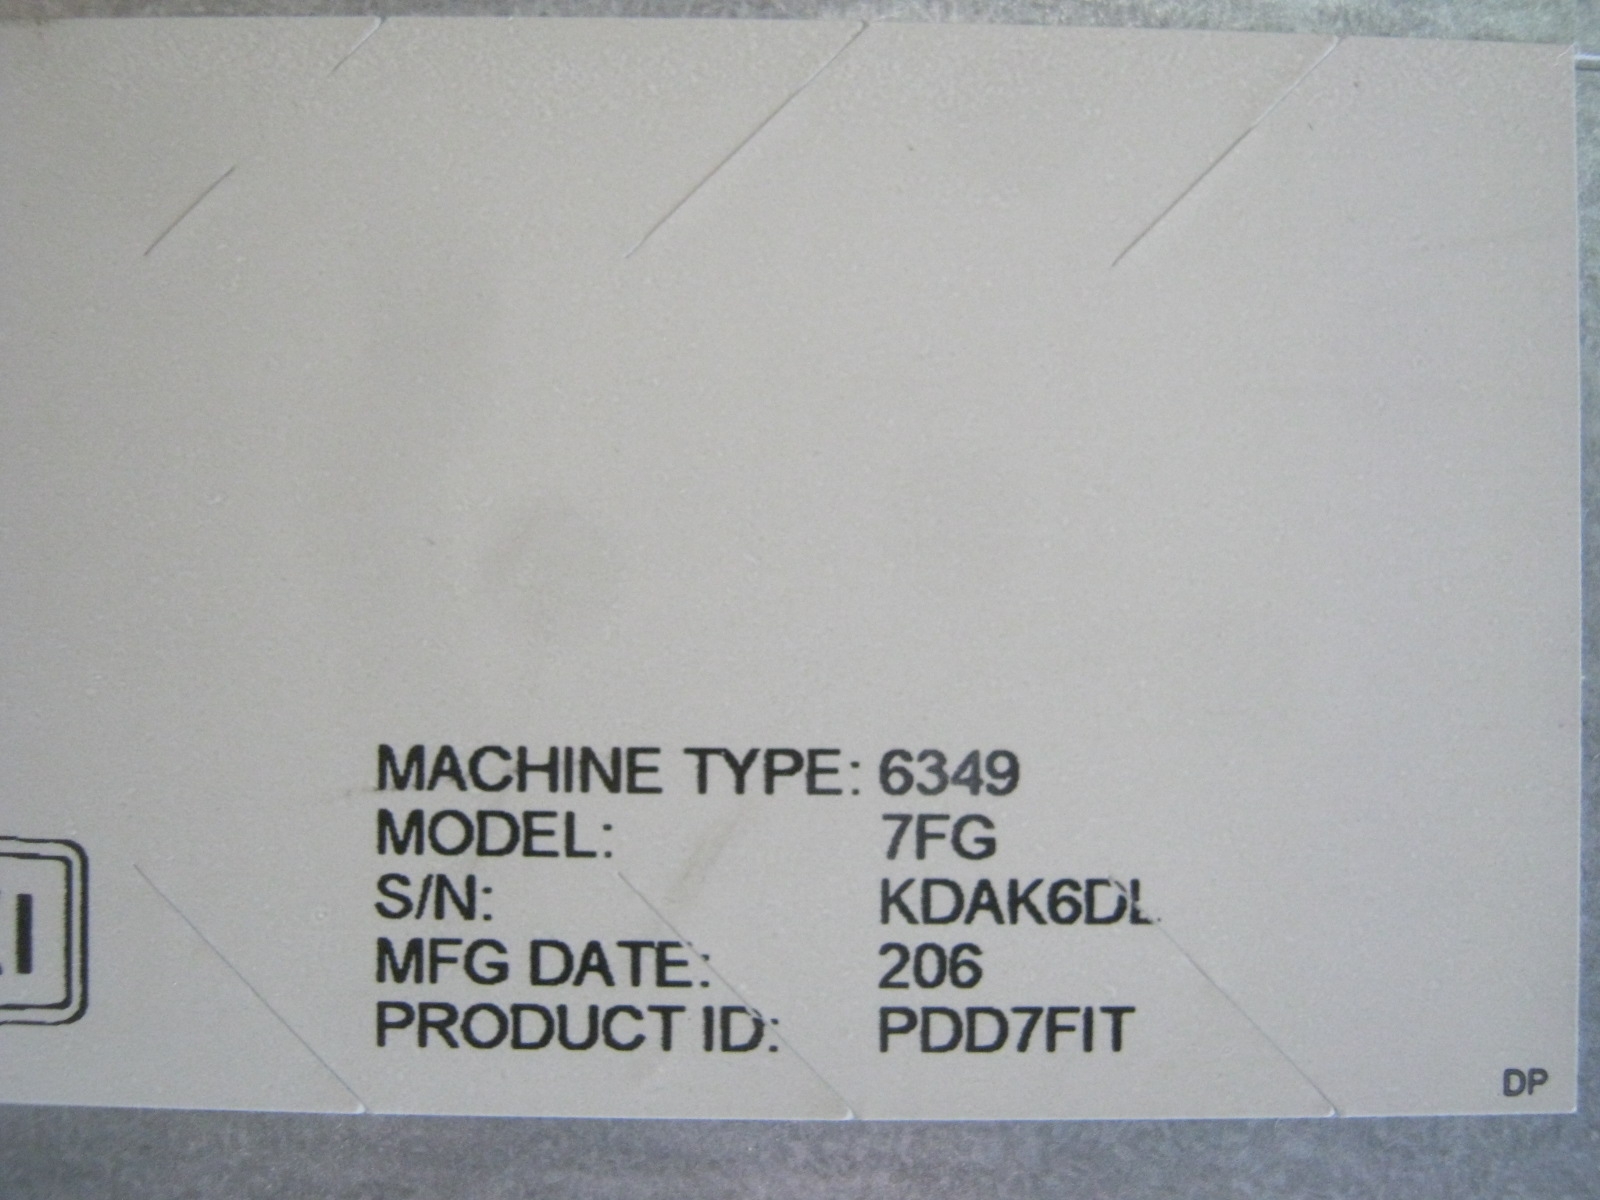 MACHINE TYPE: 6349
MODEL: 7FG
S/N: KDAK6DL
MFG DATE: 206
PRODUCT ID: PDD7FIT
DP